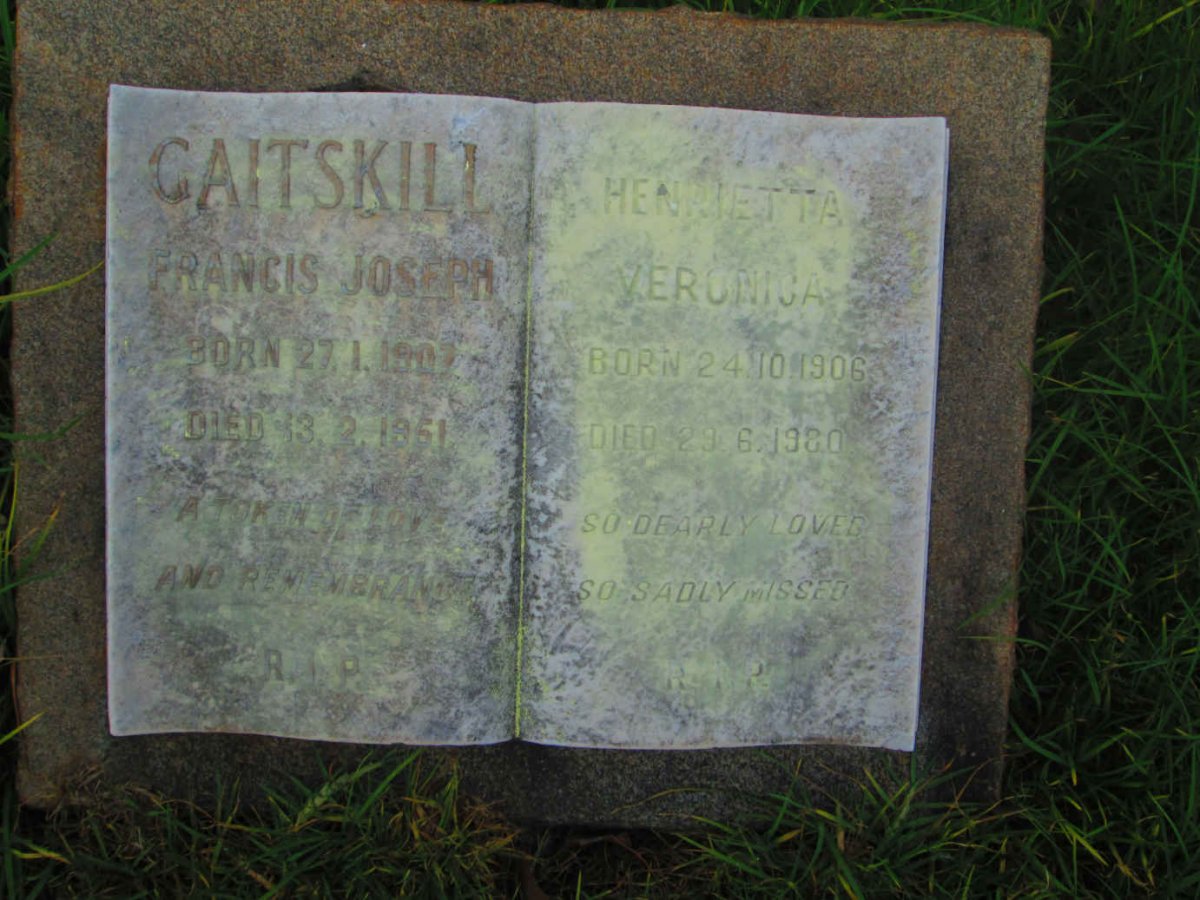 GAITSKILL
FRANCIS JOSEPH
BORN 27.1.1907
DIED 13.2.1961
A TOKEN OF LOVE
AND REMEMBRANCE
R.I.P.
HENRIETTA
VERONICA
BORN 24.10.1906
DIED 29.6.1980
SO DEARLY LOVED
SO SADLY MISSED
R.I.P.